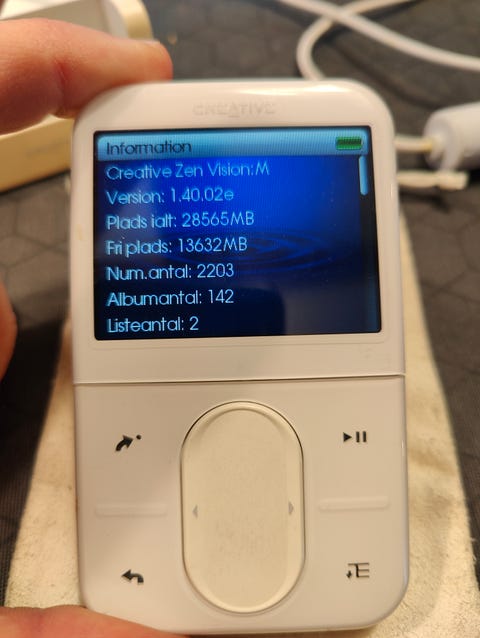 CREATIVE
Information
Creative Zen Vision:M
Version: 1.40.02e
Plads ialt: 28565MB
Fri plads: 13632MB
Num.antal: 2203
Albumantal: 142
Listeantal: 2